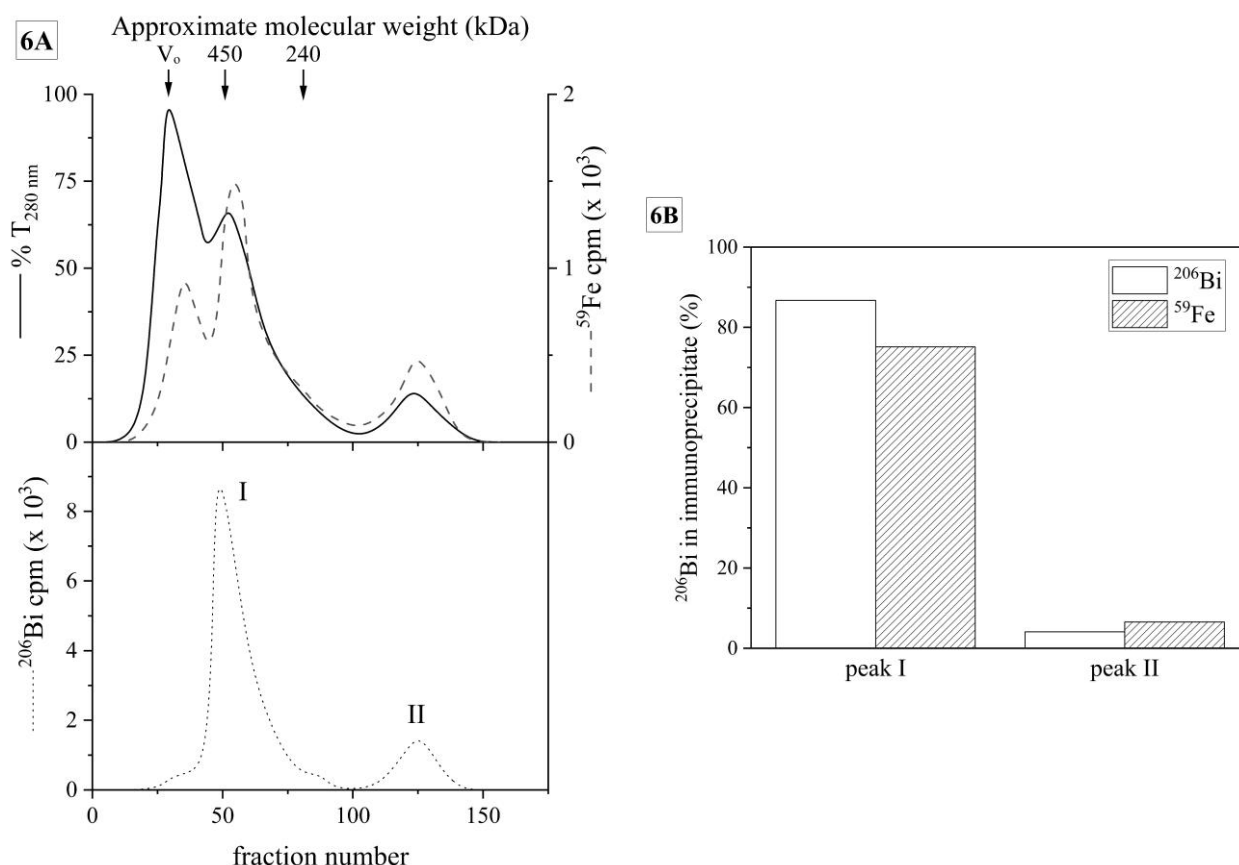 6A
Approximate molecular weight (kDa)
Vₒ 450 240
100
75
50
25
0
2
1
0
— % T₂₈₀ ₙₘ
---- ⁵⁹Fe cpm (x 10³)
I
II
8
6
4
2
0
........ ²⁰⁶Bi cpm (x 10³)
0 50 100 150
fraction number
6B
100
80
60
40
20
0
²⁰⁶Bi in immunoprecipitate (%)
²⁰⁶Bi
⁵⁹Fe
peak I peak II